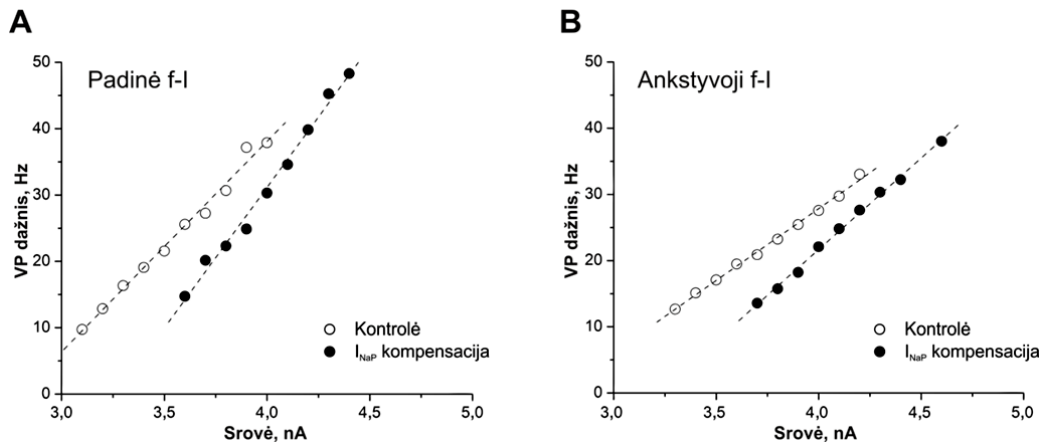 A
Padinė f-I
VP dažnis, Hz
50
40
30
20
10
0
3,0
3,5
4,0
4,5
5,0
Srovė, nA
Kontrolė
INaP kompensacija
B
Ankstyvoji f-I
VP dažnis, Hz
50
40
30
20
10
0
3,0
3,5
4,0
4,5
5,0
Srovė, nA
Kontrolė
INaP kompensacija